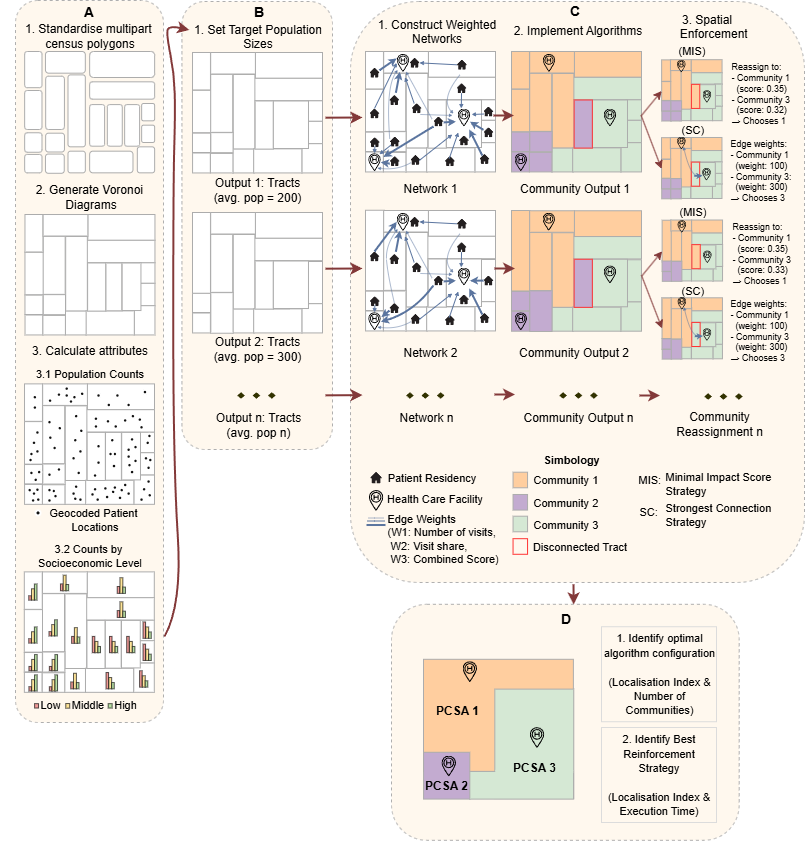 A
1. Standardise multipart
census polygons
2. Generate Voronoi
Diagrams
3. Calculate attributes
3.1 Population Counts
Geocoded Patient
Locations
3.2 Counts by
Socioeconomic Level
Low Middle High
B
1. Set Target Population
Sizes
Output 1: Tracts
(avg. pop = 200)
Output 2: Tracts
(avg. pop = 300)
Output n: Tracts
(avg. pop n)
C
1. Construct Weighted
Networks
Network 1
Network 2
Network n
2. Implement Algorithms
Community Output 1
Community Output 2
Community Output n
3. Spatial
Enforcement
(MIS)
Reassign to:
- Community 1
(score: 0.35)
- Community 3
(score: 0.32)
→ Chooses 1
(SC)
Edge weights:
- Community 1
(weight: 100)
- Community 3:
(weight: 300)
→ Chooses 3
(MIS)
Reassign to:
- Community 1
(score: 0.35)
- Community 3
(score: 0.33)
→ Chooses 1
(SC)
Edge weights:
- Community 1
(weight: 100)
- Community 3
(weight: 300)
→ Chooses 3
Community
Reassignment n
Patient Residency
Health Care Facility
Edge Weights
(W1: Number of visits,
W2: Visit share,
W3: Combined Score)
Simbology
Community 1
Community 2
Community 3
Disconnected Tract
MIS: Minimal Impact Score
Strategy
SC: Strongest Connection
Strategy
D
PCSA 1
PCSA 2
PCSA 3
1. Identify optimal
algorithm configuration
(Localisation Index &
Number of
Communities)
2. Identify Best
Reinforcement
Strategy
(Localisation Index &
Execution Time)